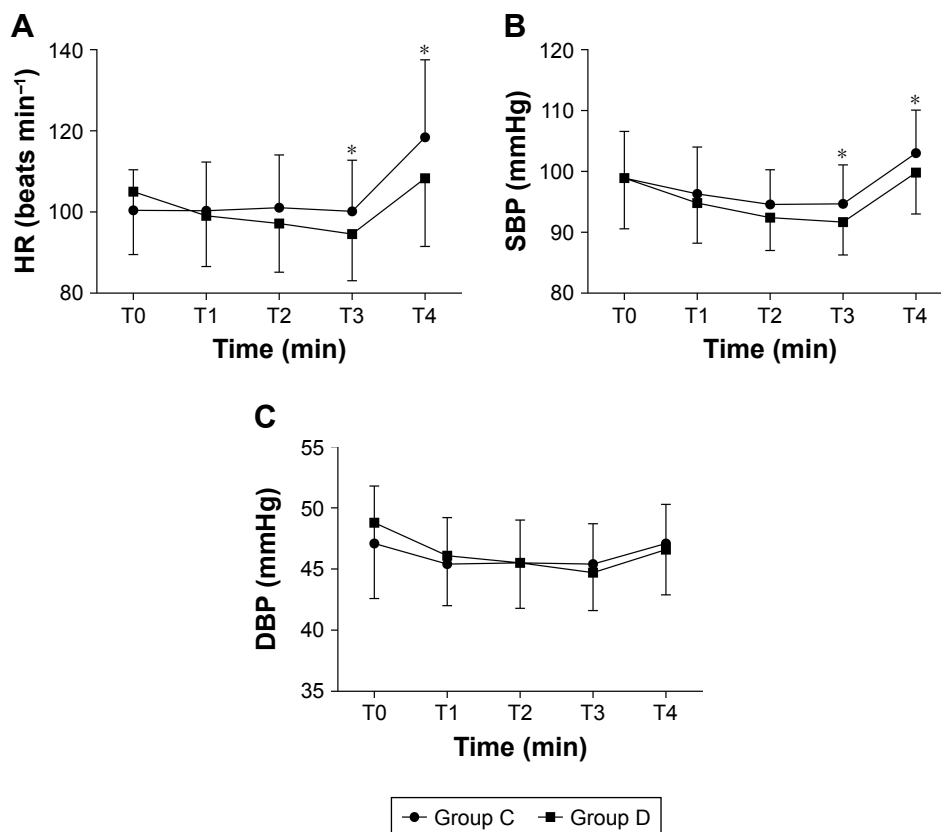 A
HR (beats min⁻¹)
140
120
100
80
*
*
T0 T1 T2 T3 T4
Time (min)
B
SBP (mmHg)
120
110
100
90
80
*
*
T0 T1 T2 T3 T4
Time (min)
C
DBP (mmHg)
55
50
45
40
35
T0 T1 T2 T3 T4
Time (min)
Group C Group D